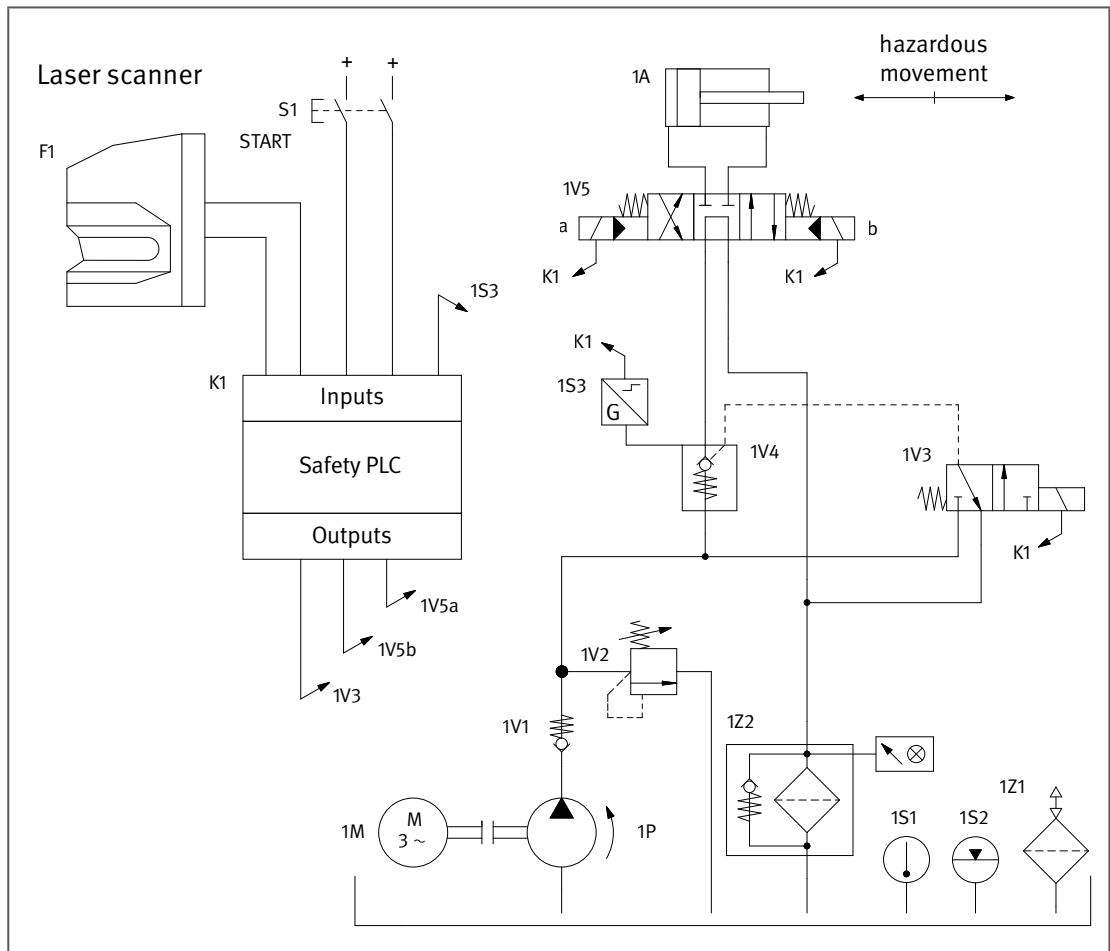 Laser scanner
hazardous
movement
F1
S1
START
+
+
1A
1V5
a
b
K1
K1
1S3
K1
Inputs
Safety PLC
Outputs
1V5a
1V5b
1V3
K1
1S3
G
1V4
1V3
K1
1V2
1V1
1Z2
1M
M
3 ~
1P
1S1
1S2
1Z1